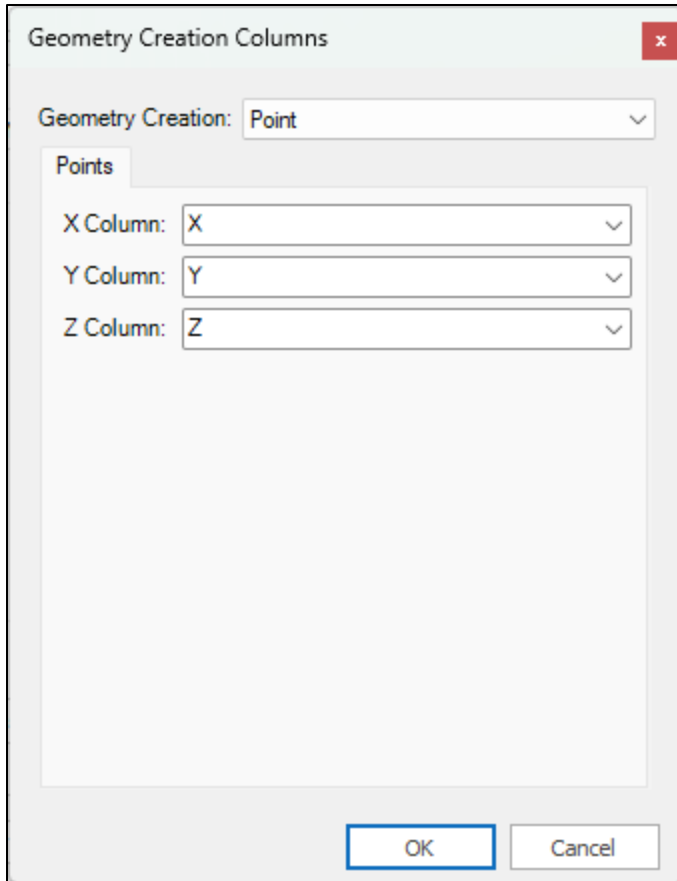 Geometry Creation Columns
x
Geometry Creation: Point
Points
X Column: X
Y Column: Y
Z Column: Z
OK Cancel